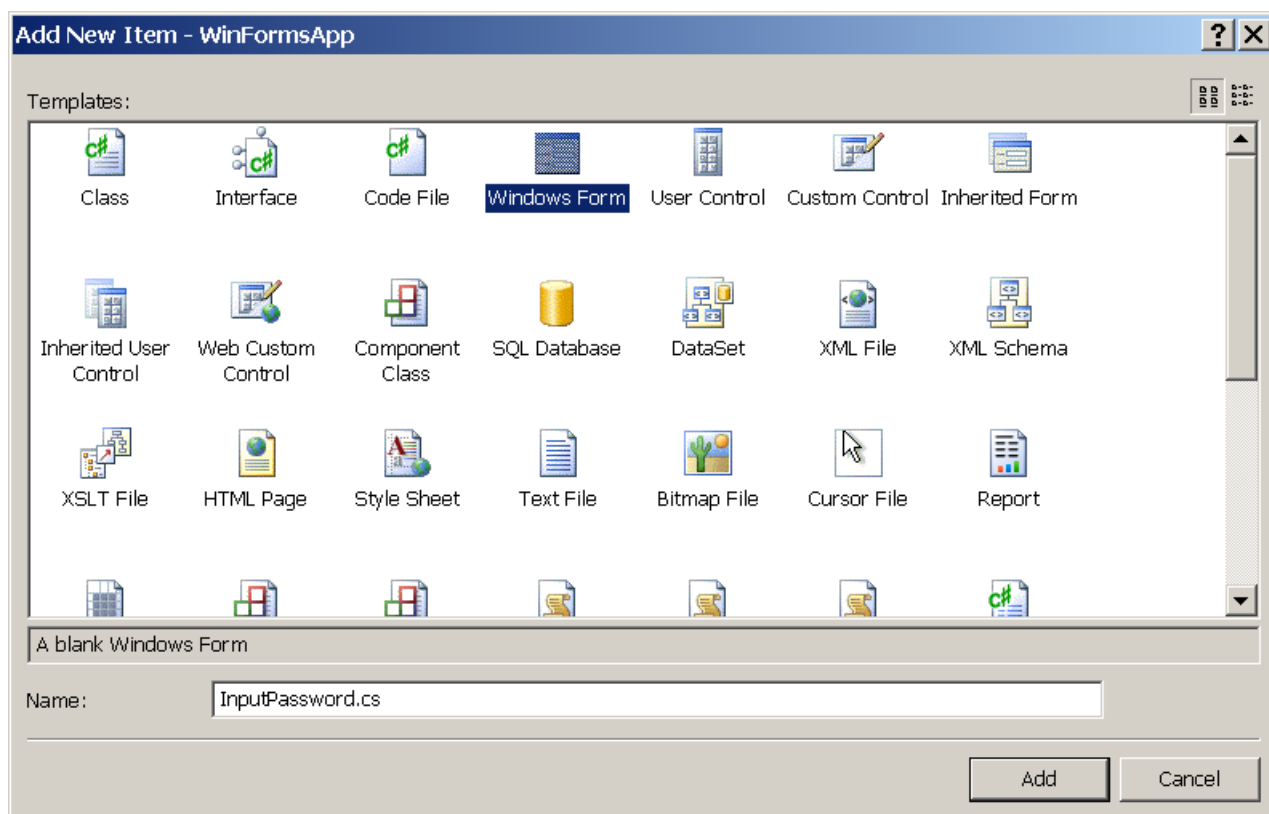 Add New Item - WinFormsApp
Templates:
Class Interface Code File Windows Form User Control Custom Control Inherited Form
Inherited User Control Web Custom Control Component Class SQL Database DataSet XML File XML Schema
XSLT File HTML Page Style Sheet Text File Bitmap File Cursor File Report
A blank Windows Form
Name: InputPassword.cs
Add Cancel